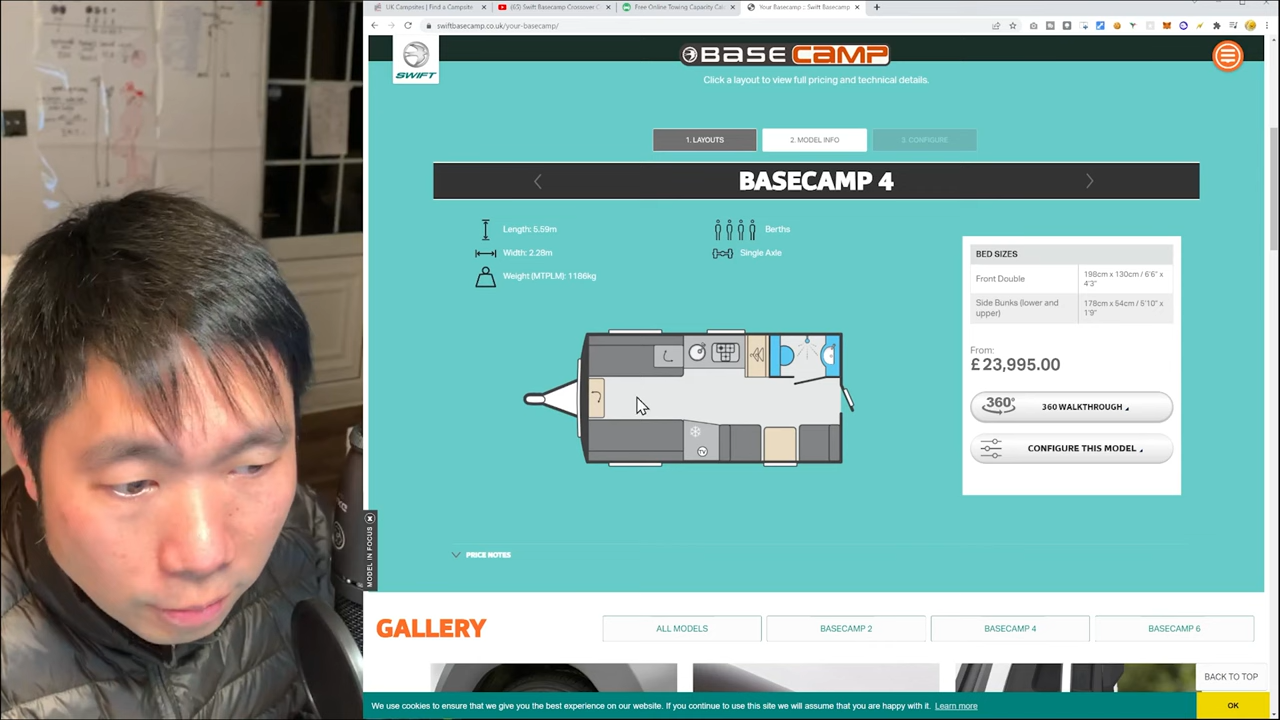 UK Campsites | Find a Campsite
(65) Swift Basecamp Crossover C
Free Online Towing Capacity Cal
Your Basecamp :: Swift Basecamp
swiftbasecamp.co.uk/your-basecamp/
SWIFT
BASECAMP
Click a layout to view full pricing and technical details.
1. LAYOUTS
2. MODEL INFO
3. CONFIGURE
BASECAMP 4
Length: 5.59m
Berths
Width: 2.28m
Single Axle
Weight (MTPLM): 1186kg
BED SIZES
Front Double
198cm x 130cm / 6'6" x
4'3"
Side Bunks (lower and
upper)
178cm x 54cm / 5'10" x
1'9"
From:
£23,995.00
360°
360 WALKTHROUGH
CONFIGURE THIS MODEL
TV
MODEL IN FOCUS
PRICE NOTES
GALLERY
ALL MODELS
BASECAMP 2
BASECAMP 4
BASECAMP 6
BACK TO TOP
We use cookies to ensure that we give you the best experience on our website. If you continue to use this site we will assume that you are happy with it. Learn more
OK